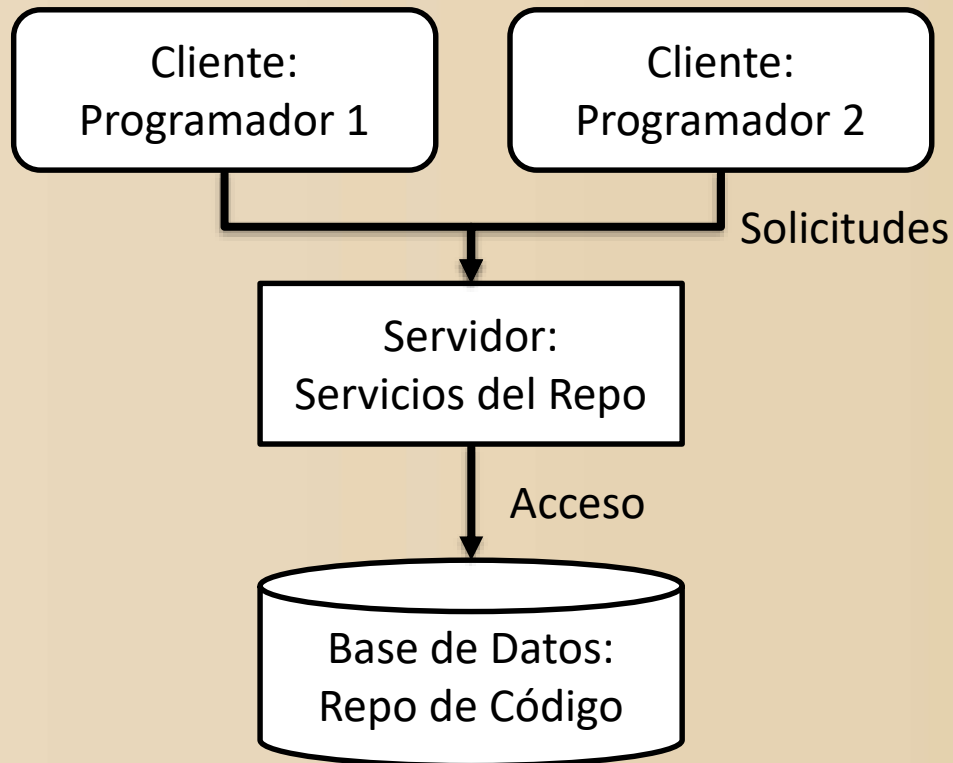 Cliente:
Programador 1
Cliente:
Programador 2
Solicitudes
Servidor:
Servicios del Repo
Acceso
Base de Datos:
Repo de Código